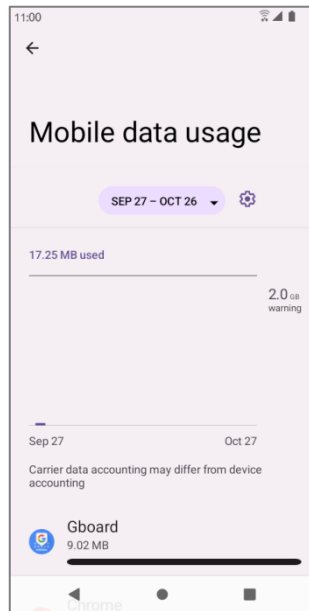 11:00
Mobile data usage
SEP 27 – OCT 26
17.25 MB used
2.0 GB
warning
Sep 27
Oct 27
Carrier data accounting may differ from device
accounting
Gboard
9.02 MB
Chrome